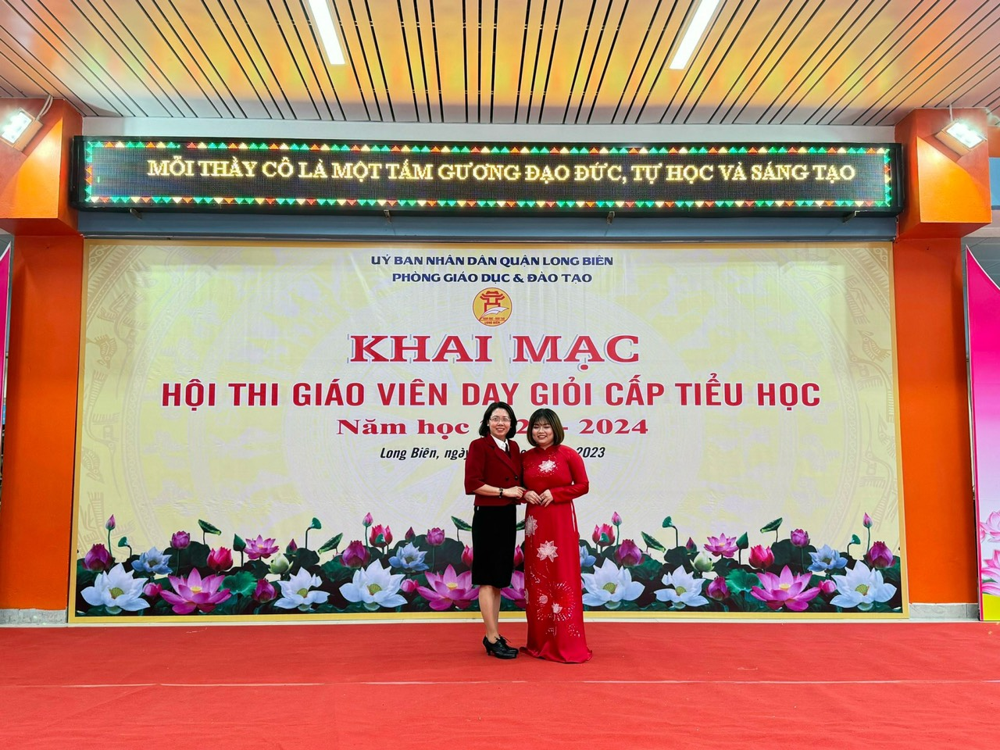 MỖI THẦY CÔ LÀ MỘT TẤM GƯƠNG ĐẠO ĐỨC, TỰ HỌC VÀ SÁNG TẠO
UỶ BAN NHÂN DÂN QUẬN LONG BIÊN
PHÒNG GIÁO DỤC & ĐÀO TẠO
LONG BIÊN
KHAI MẠC
HỘI THI GIÁO VIÊN DẠY GIỎI CẤP TIỂU HỌC
Năm học - 2024
Long Biên, ngày 2023